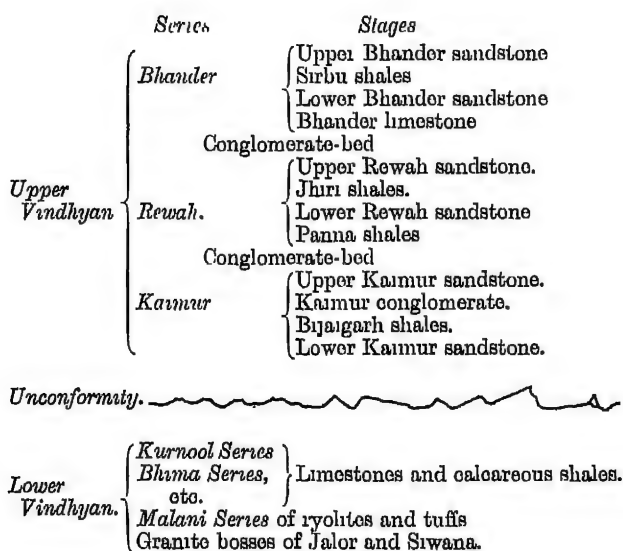 Series Stages
Upper Bhander sandstone
Bhander Sirbu shales
Lower Bhander sandstone
Bhander limestone
Conglomerate-bed
Upper Rewah sandstone.
Upper Jhiri shales.
Vindhyan Rewah. Lower Rewah sandstone
Panna shales
Conglomerate-bed
Upper Kaimur sandstone.
Kaimur Kaimur conglomerate.
Bijaigarh shales.
Lower Kaimur sandstone.
Unconformity.
Kurnool Series
Lower Bhima Series, Limestones and calcareous shales.
Vindhyan. etc.
Malani Series of ryolites and tuffs
Granite bosses of Jalor and Siwana.